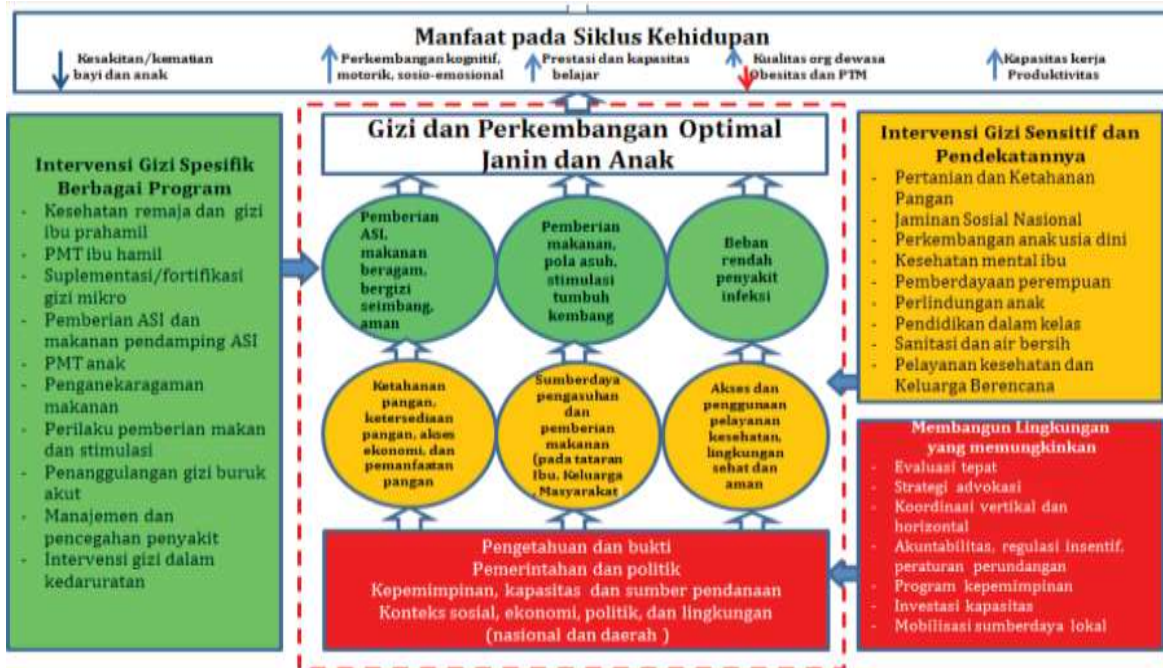 Manfaat pada Siklus Kehidupan
Kesakitan/kematian
bayi dan anak
Perkembangan kognitif,
motorik, sosio-emosional
Prestasi dan kapasitas
belajar
Kualitas org dewasa
Obesitas dan PTM
Kapasitas kerja
Produktivitas
Intervensi Gizi Spesifik
Berbagai Program
- Kesehatan remaja dan gizi
ibu prahamil
- PMT ibu hamil
- Suplementasi/fortifikasi
gizi mikro
- Pemberian ASI dan
makanan pendamping ASI
- PMT anak
- Penganekaragaman
makanan
- Perilaku pemberian makan
dan stimulasi
- Penanggulangan gizi buruk
akut
- Manajemen dan
pencegahan penyakit
- Intervensi gizi dalam
kedaruratan
Gizi dan Perkembangan Optimal
Janin dan Anak
Pemberian
ASI,
makanan
beragam,
bergizi
seimbang,
aman
Pemberian
makanan,
pola asuh,
stimulasi
tumbuh
kembang
Beban
rendah
penyakit
infeksi
Ketahanan
pangan,
ketersediaan
pangan, akses
ekonomi, dan
pemanfaatan
pangan
Sumberdaya
pengasuhan
dan
pemberian
makanan
(pada tataran
Ibu, Keluarga
, Masyarakat
Akses dan
penggunaan
pelayanan
kesehatan,
lingkungan
sehat dan
aman
Pengetahuan dan bukti
Pemerintahan dan politik
Kepemimpinan, kapasitas dan sumber pendanaan
Konteks sosial, ekonomi, politik, dan lingkungan
(nasional dan daerah )
Intervensi Gizi Sensitif dan
Pendekatannya
- Pertanian dan Ketahanan
Pangan
- Jaminan Sosial Nasional
- Perkembangan anak usia dini
- Kesehatan mental ibu
- Pemberdayaan perempuan
- Perlindungan anak
- Pendidikan dalam kelas
- Sanitasi dan air bersih
- Pelayanan kesehatan dan
Keluarga Berencana
Membangun Lingkungan
yang memungkinkan
- Evaluasi tepat
- Strategi advokasi
- Koordinasi vertikal dan
horizontal
- Akuntabilitas, regulasi insentif,
peraturan perundangan
- Program kepemimpinan
- Investasi kapasitas
- Mobilisasi sumberdaya lokal